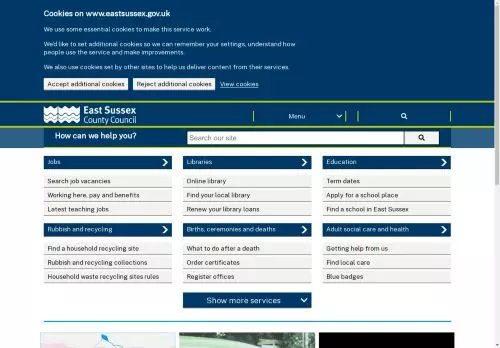 Cookies on www.eastsussex.gov.uk
We use some essential cookies to make this service work.
We'd like to set additional cookies so we can remember your settings, understand how
people use the service and make improvements.
We also use cookies set by other sites to help us deliver content from their services.
Accept additional cookies Reject additional cookies View cookies
East Sussex
County Council
Menu
How can we help you?
Search our site
Jobs Libraries Education
Search job vacancies Online library Term dates
Working here, pay and benefits Find your local library Apply for a school place
Latest teaching jobs Renew your library loans Find a school in East Sussex
Rubbish and recycling Births, ceremonies and deaths Adult social care and health
Find a household recycling site What to do after a death Getting help from us
Rubbish and recycling collections Order certificates Find local care
Household waste recycling sites rules Register offices Blue badges
Show more services